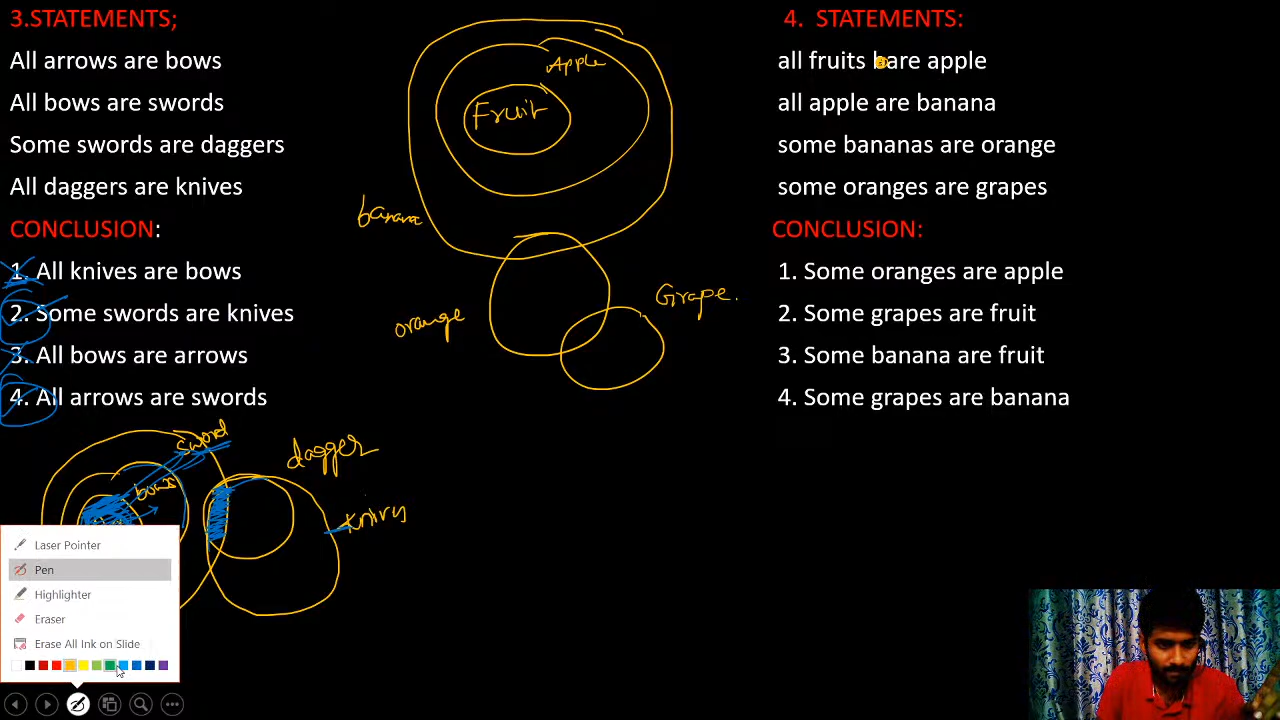 3.STATEMENTS;
All arrows are bows
All bows are swords
Some swords are daggers
All daggers are knives
CONCLUSION:
1. All knives are bows
2. Some swords are knives
3. All bows are arrows
4. All arrows are swords
Apple
Fruit
banana
orange
Grape.
sword
bows
dagger
4. STATEMENTS:
all fruits bare apple
all apple are banana
some bananas are orange
some oranges are grapes
CONCLUSION:
1. Some oranges are apple
2. Some grapes are fruit
3. Some banana are fruit
4. Some grapes are banana
Laser Pointer
Pen
Highlighter
Eraser
Erase All Ink on Slide